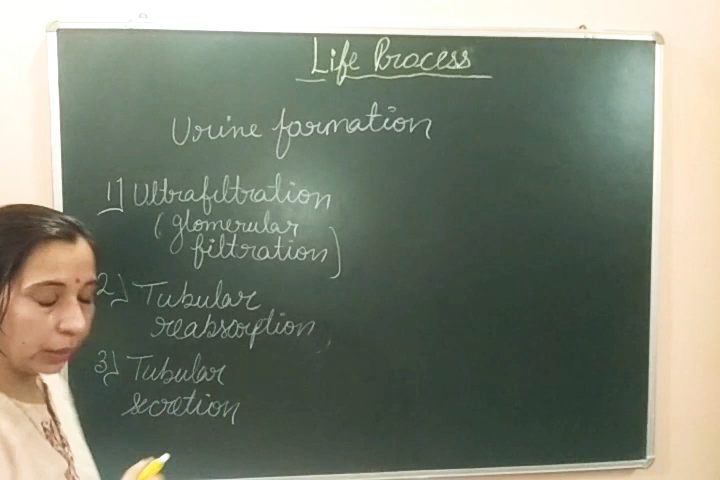 Life Process
Urine formation
1] Ultrafiltration
(glomerular
filtration)
2] Tubular
reabsorption
3] Tubular
secretion